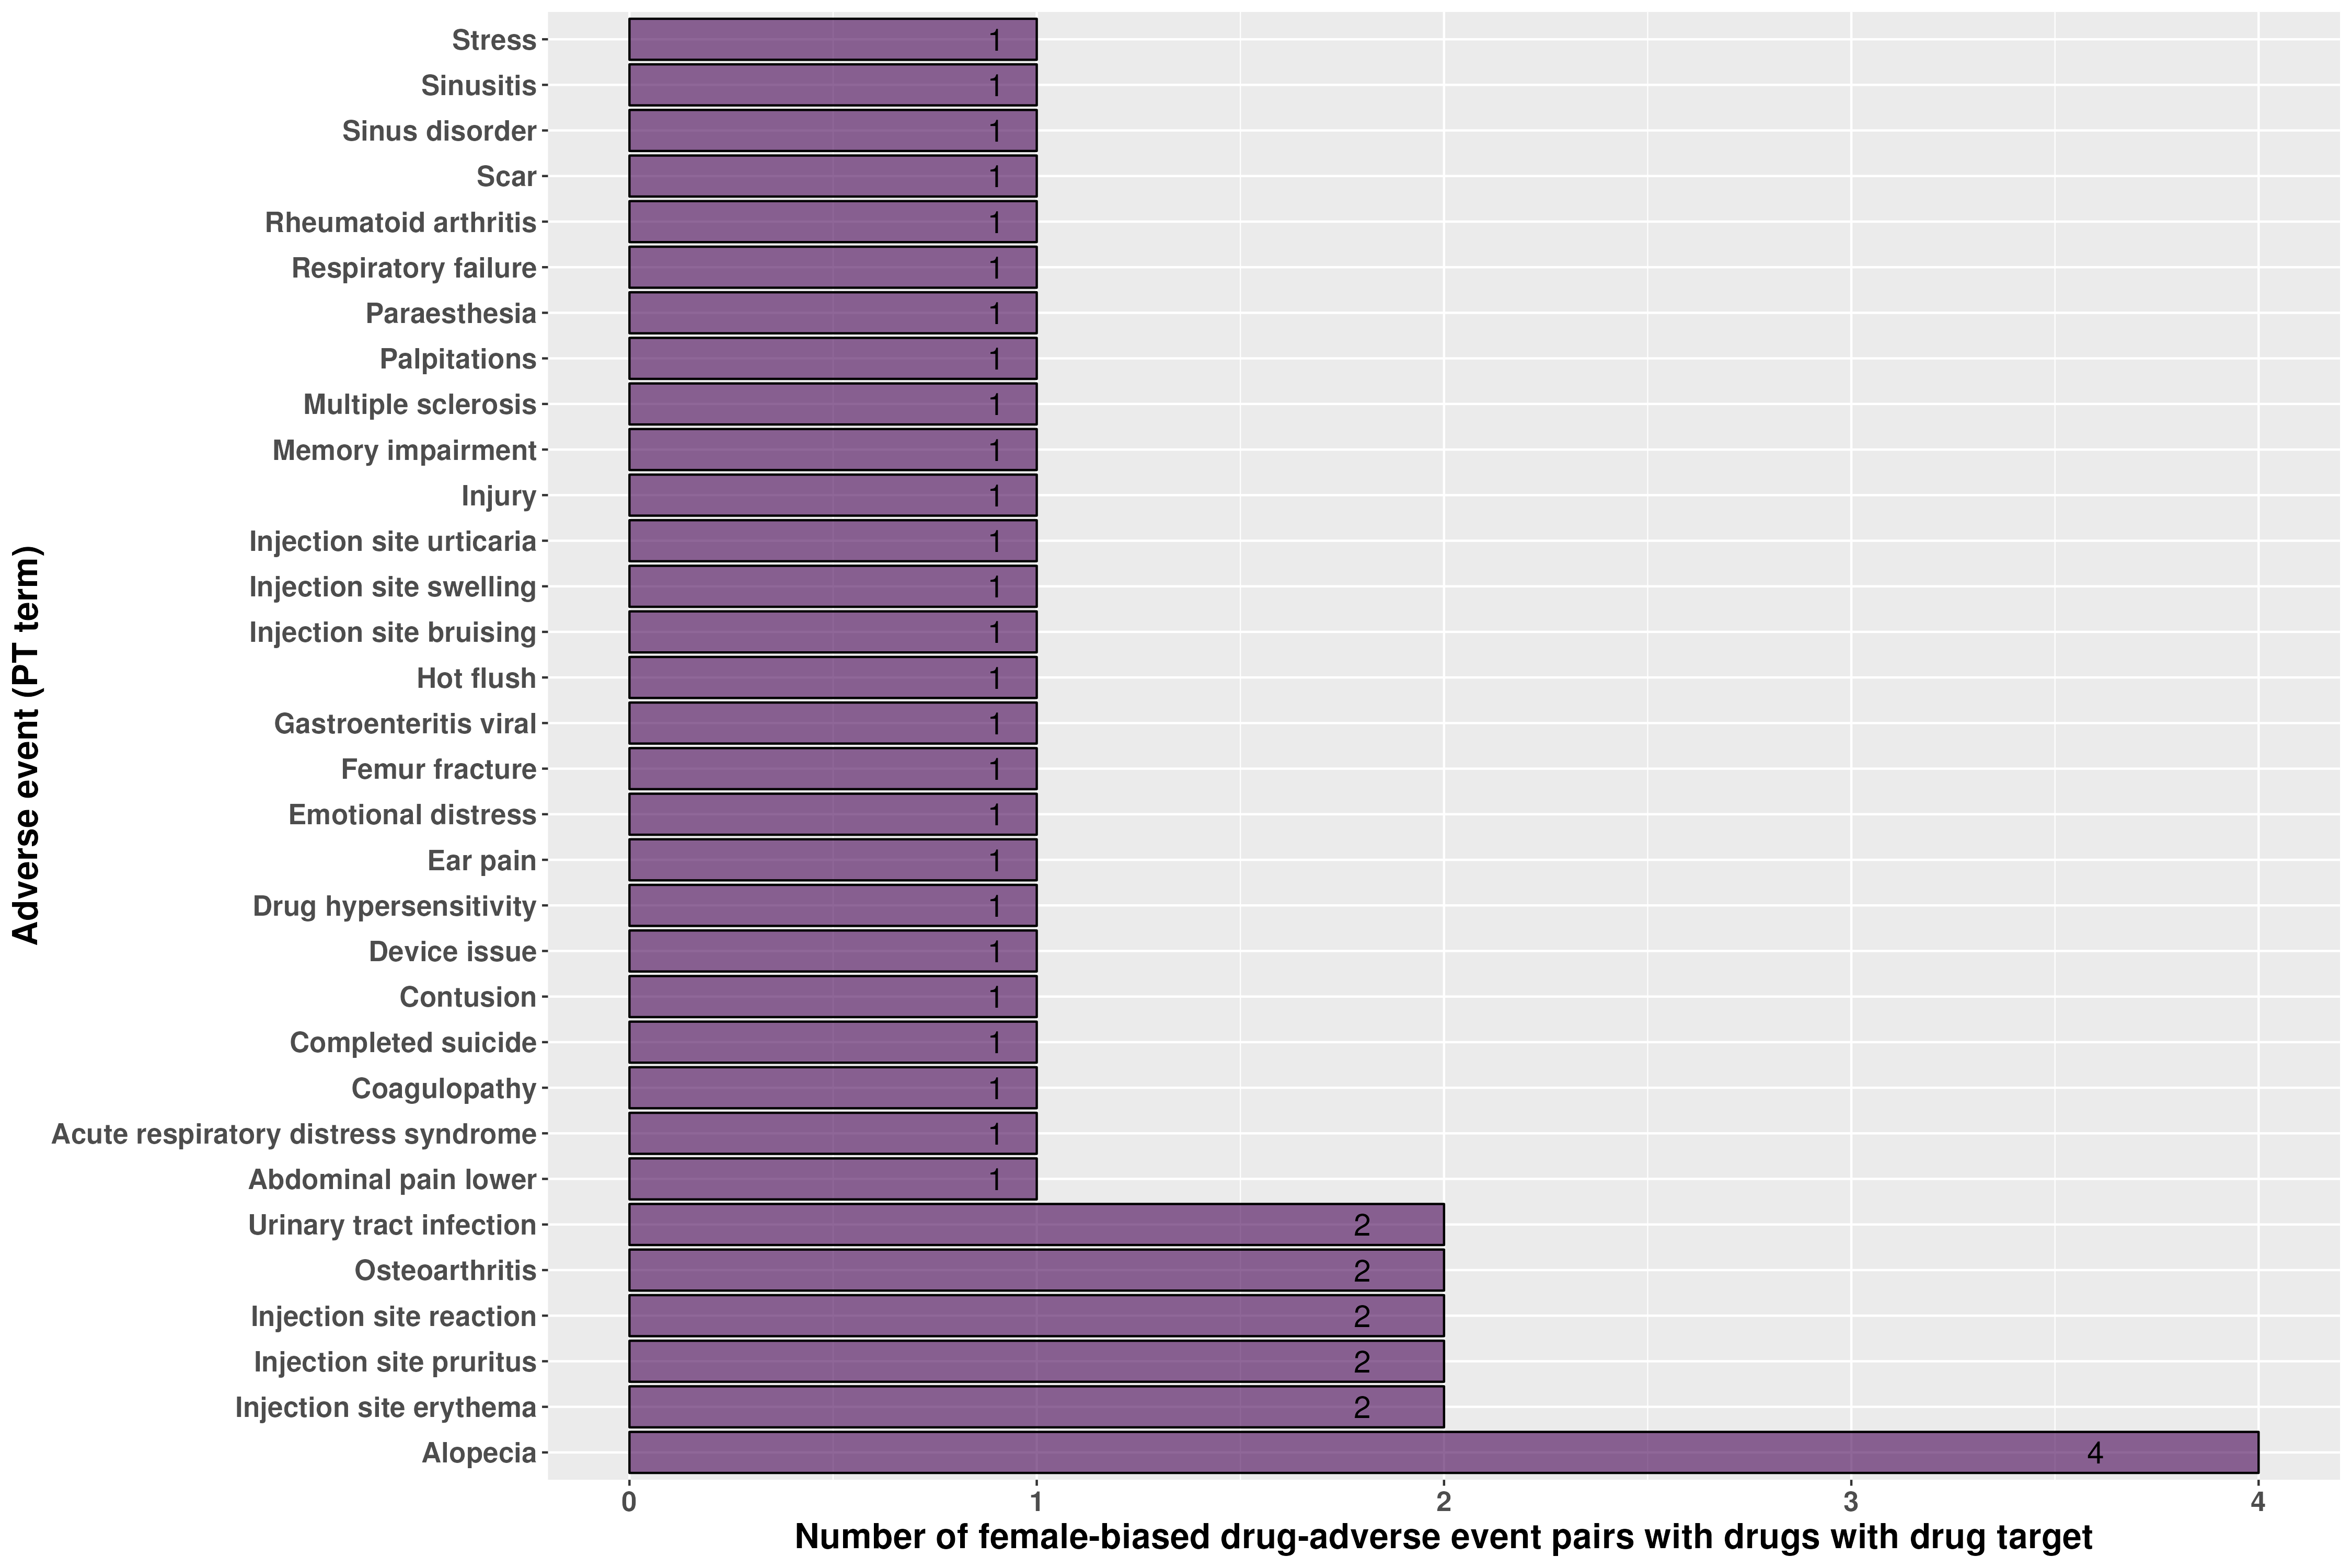 Adverse event (PT term)
Stress 1
Sinusitis 1
Sinus disorder 1
Scar 1
Rheumatoid arthritis 1
Respiratory failure 1
Paraesthesia 1
Palpitations 1
Multiple sclerosis 1
Memory impairment 1
Injury 1
Injection site urticaria 1
Injection site swelling 1
Injection site bruising 1
Hot flush 1
Gastroenteritis viral 1
Femur fracture 1
Emotional distress 1
Ear pain 1
Drug hypersensitivity 1
Device issue 1
Contusion 1
Completed suicide 1
Coagulopathy 1
Acute respiratory distress syndrome 1
Abdominal pain lower 1
Urinary tract infection 2
Osteoarthritis 2
Injection site reaction 2
Injection site pruritus 2
Injection site erythema 2
Alopecia 4
0 1 2 3 4
Number of female-biased drug-adverse event pairs with drugs with drug target